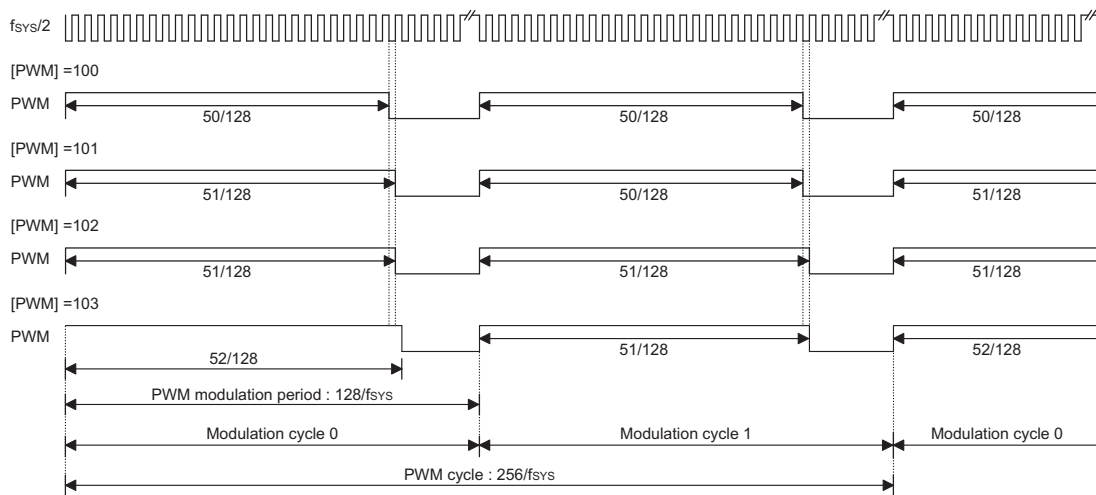 fSYS/2
[PWM] =100
PWM
50/128 50/128 50/128
[PWM] =101
PWM
51/128 50/128 51/128
[PWM] =102
PWM
51/128 51/128 51/128
[PWM] =103
PWM
52/128 51/128 52/128
PWM modulation period : 128/fSYS
Modulation cycle 0 Modulation cycle 1 Modulation cycle 0
PWM cycle : 256/fSYS